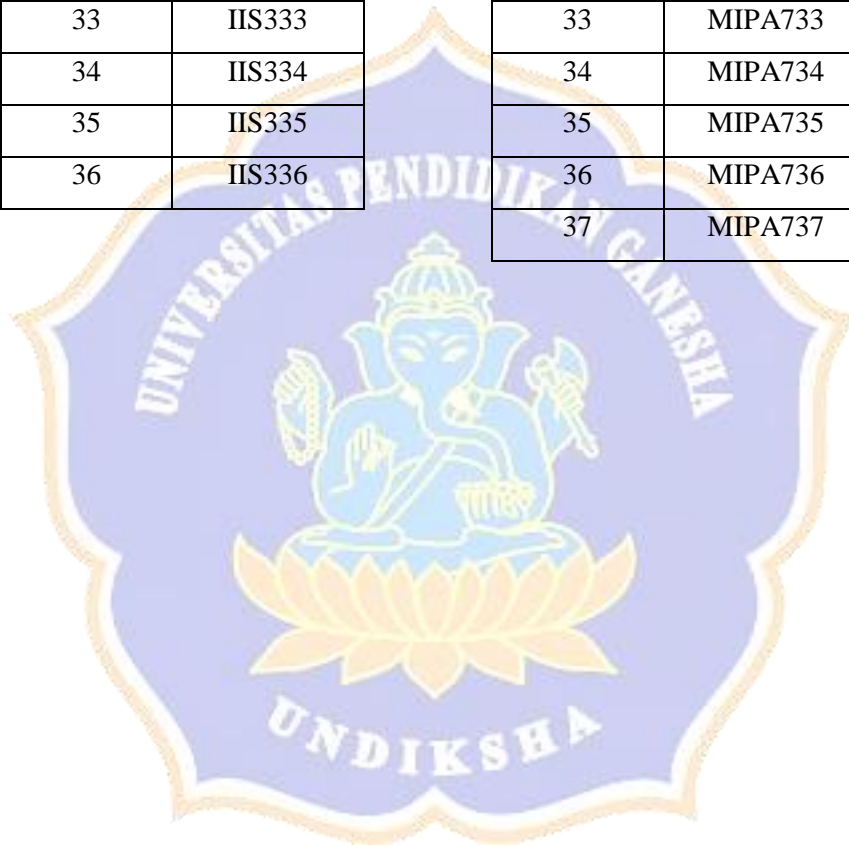 33 IIS333 33 MIPA733
34 IIS334 34 MIPA734
35 IIS335 35 MIPA735
36 IIS336 36 MIPA736
37 MIPA737
UNIVERSITAS PENDIDIKAN GANESHA
UNDIKSHA